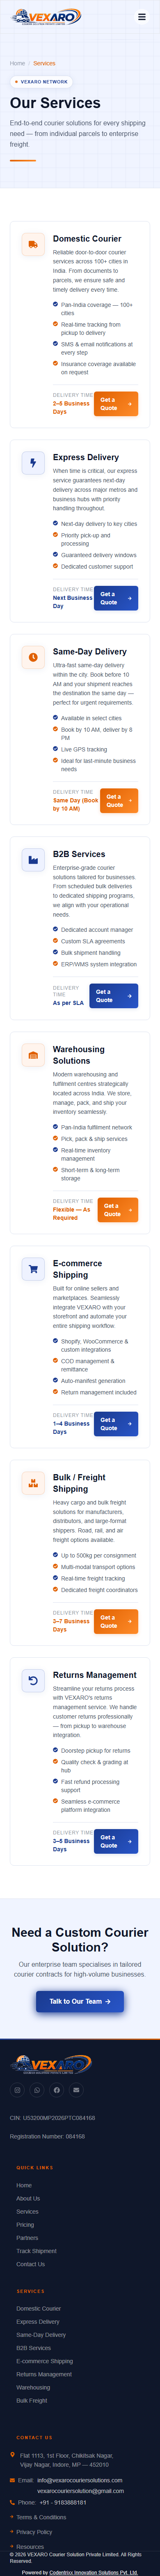 VEXARO
Home / Services
VEXARO NETWORK
Our Services
End-to-end courier solutions for every shipping
need — from individual parcels to enterprise
freight.
Domestic Courier
Reliable door-to-door courier
services across 100+ cities in
India. From documents to
parcels, we ensure safe and
timely delivery every time.
Pan-India coverage — 100+
cities
Real-time tracking from
pickup to delivery
SMS & email notifications at
every step
Insurance coverage available
on request
DELIVERY TIME
2–5 Business
Days
Get a
Quote
Express Delivery
When time is critical, our express
service guarantees next-day
delivery across major metros and
business hubs with priority
handling throughout.
Next-day delivery to key cities
Priority pick-up and
processing
Guaranteed delivery windows
Dedicated customer support
DELIVERY TIME
Next Business
Day
Get a
Quote
Same-Day Delivery
Ultra-fast same-day delivery
within the city. Book before 10
AM and your shipment reaches
the destination the same day —
perfect for urgent requirements.
Available in select cities
Book by 10 AM, deliver by 8
PM
Live GPS tracking
Ideal for last-minute business
needs
DELIVERY TIME
Same Day (Book
by 10 AM)
Get a
Quote
B2B Services
Enterprise-grade courier
solutions tailored for businesses.
From scheduled bulk deliveries
to dedicated shipping programs,
we align with your operational
needs.
Dedicated account manager
Custom SLA agreements
Bulk shipment handling
ERP/WMS system integration
DELIVERY
TIME
As per SLA
Get a
Quote
Warehousing
Solutions
Modern warehousing and
fulfilment centres strategically
located across India. We store,
manage, pack, and ship your
inventory seamlessly.
Pan-India fulfilment network
Pick, pack & ship services
Real-time inventory
management
Short-term & long-term
storage
DELIVERY TIME
Flexible — As
Required
Get a
Quote
E-commerce
Shipping
Built for online sellers and
marketplaces. Seamlessly
integrate VEXARO with your
storefront and automate your
entire shipping workflow.
Shopify, WooCommerce &
custom integrations
COD management &
remittance
Auto-manifest generation
Return management included
DELIVERY TIME
1–4 Business
Days
Get a
Quote
Bulk / Freight
Shipping
Heavy cargo and bulk freight
solutions for manufacturers,
distributors, and large-format
shippers. Road, rail, and air
freight options available.
Up to 500kg per consignment
Multi-modal transport options
Real-time freight tracking
Dedicated freight coordinators
DELIVERY TIME
3–7 Business
Days
Get a
Quote
Returns Management
Streamline your returns process
with VEXARO's returns
management service. We handle
customer returns professionally
— from pickup to warehouse
integration.
Doorstep pickup for returns
Quality check & grading at
hub
Fast refund processing
support
Seamless e-commerce
platform integration
DELIVERY TIME
3–5 Business
Days
Get a
Quote
Need a Custom Courier
Solution?
Our enterprise team specialises in tailored
courier contracts for high-volume businesses.
Talk to Our Team
VEXARO
CIN: U53200MP2026PTC084168
Registration Number: 084168
QUICK LINKS
Home
About Us
Services
Pricing
Partners
Track Shipment
Contact Us
SERVICES
Domestic Courier
Express Delivery
Same-Day Delivery
B2B Services
E-commerce Shipping
Returns Management
Warehousing
Bulk Freight
CONTACT US
Flat 1113, 1st Floor, Chikitsak Nagar,
Vijay Nagar, Indore, MP — 452010
Email: info@vexarocouriersolutions.com
vexarocouriersolution@gmail.com
Phone: +91 - 9183888181
Terms & Conditions
Privacy Policy
Resources
© 2026 VEXARO Courier Solution Private Limited. All Rights
Reserved.
Powered by Codentrixx Innovation Solutions Pvt. Ltd.